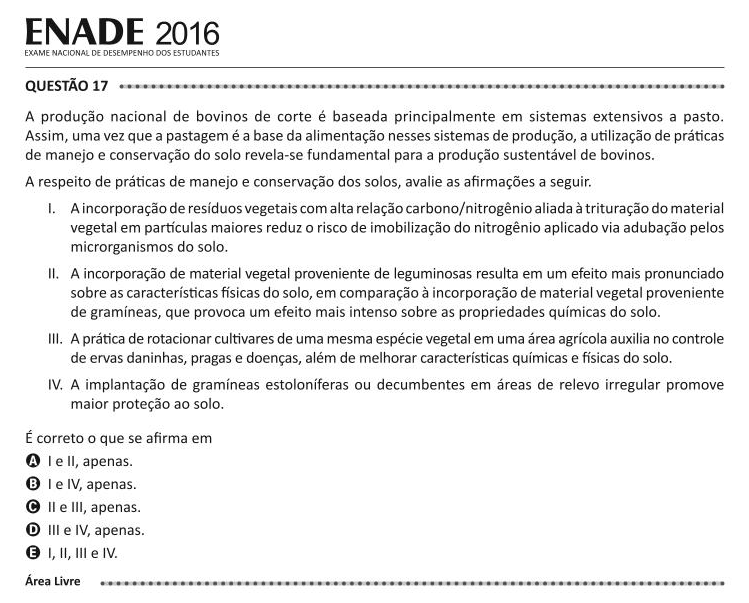 ENADE 2016
EXAME NACIONAL DE DESEMPENHO DOS ESTUDANTES
QUESTÃO 17
A produção nacional de bovinos de corte é baseada principalmente em sistemas extensivos a pasto.
Assim, uma vez que a pastagem é a base da alimentação nesses sistemas de produção, a utilização de práticas
de manejo e conservação do solo revela-se fundamental para a produção sustentável de bovinos.
A respeito de práticas de manejo e conservação dos solos, avalie as afirmações a seguir.
I. A incorporação de resíduos vegetais com alta relação carbono/nitrogênio aliada à trituração do material
vegetal em partículas maiores reduz o risco de imobilização do nitrogênio aplicado via adubação pelos
microrganismos do solo.
II. A incorporação de material vegetal proveniente de leguminosas resulta em um efeito mais pronunciado
sobre as características físicas do solo, em comparação à incorporação de material vegetal proveniente
de gramíneas, que provoca um efeito mais intenso sobre as propriedades químicas do solo.
III. A prática de rotacionar cultivares de uma mesma espécie vegetal em uma área agrícola auxilia no controle
de ervas daninhas, pragas e doenças, além de melhorar características químicas e físicas do solo.
IV. A implantação de gramíneas estoloníferas ou decumbentes em áreas de relevo irregular promove
maior proteção ao solo.
É correto o que se afirma em
A I e II, apenas.
B I e IV, apenas.
C II e III, apenas.
D III e IV, apenas.
E I, II, III e IV.
Área Livre